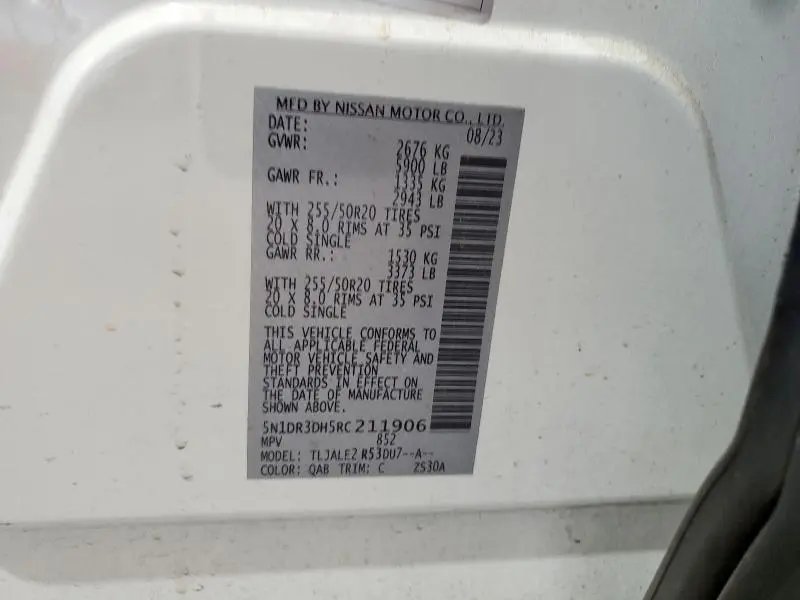 MFD BY NISSAN MOTOR CO., LTD.
DATE: 08/23
GVWR: 2676 KG
5900 LB
GAWR FR.: 1335 KG
2943 LB
WITH 255/50R20 TIRES
20 X 8.0 RIMS AT 35 PSI
COLD SINGLE
GAWR RR.: 1530 KG
3373 LB
WITH 255/50R20 TIRES
20 X 8.0 RIMS AT 35 PSI
COLD SINGLE
THIS VEHICLE CONFORMS TO
ALL APPLICABLE FEDERAL
MOTOR VEHICLE SAFETY AND
THEFT PREVENTION
STANDARDS IN EFFECT ON
THE DATE OF MANUFACTURE
SHOWN ABOVE.
5N1DR3DH5RC211906
MPV 852
MODEL: TLJALEZ R53DU7--A--
COLOR: QAB TRIM: C ZS30A